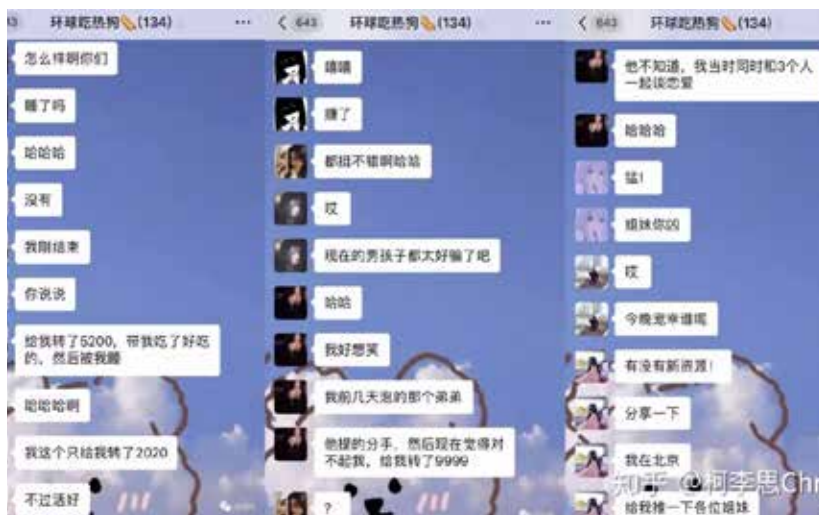 环球吃热狗🌭(134)
怎么样啊你们
睡了吗
哈哈哈
没有
我刚结束
你说说
给我转了5200，带我吃了好吃
的，然后被我睡
哈哈哈啊
我这个只给我转了2020
不过活好
643
环球吃热狗🌭(134)
嘻嘻
赚了
都挺不错啊哈哈
哎
现在的男孩子都太好骗了吧
哈哈
我好想笑
我前几天泡的那个弟弟
他提的分手，然后现在觉得对
不起我，给我转了9999
?
643
环球吃热狗🌭(134)
他不知道，我当时同时和3个人
一起谈恋爱
哈哈哈
猛!
姐妹你凶
哎
今晚宠幸谁呢
有没有新资源!
分享一下
我在北京
给我推一下各位姐妹
知乎 @柯李思Chr